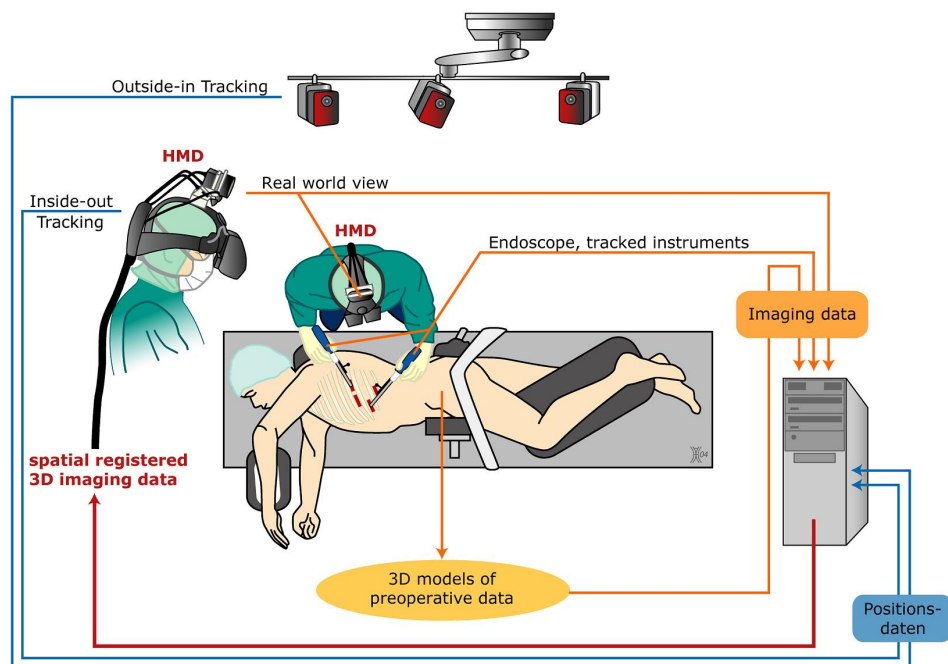 Outside-in Tracking
HMD
Real world view
Inside-out
Tracking
HMD
Endoscope, tracked instruments
Imaging data
04
spatial registered
3D imaging data
3D models of
preoperative data
Positions-
daten